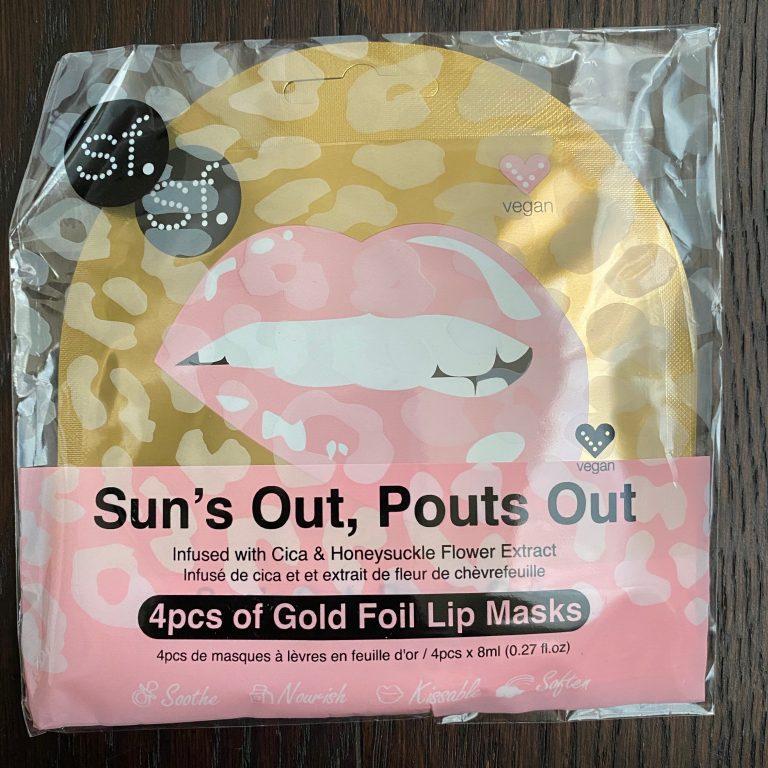 sf.
sf.
vegan
vegan
Sun's Out, Pouts Out
Infused with Cica & Honeysuckle Flower Extract
Infusé de cica et et extrait de fleur de chèvrefeuille
4pcs of Gold Foil Lip Masks
4pcs de masques à lèvres en feuille d'or / 4pcs x 8ml (0.27 fl.oz)
Soothe Nourish Kissable Soften